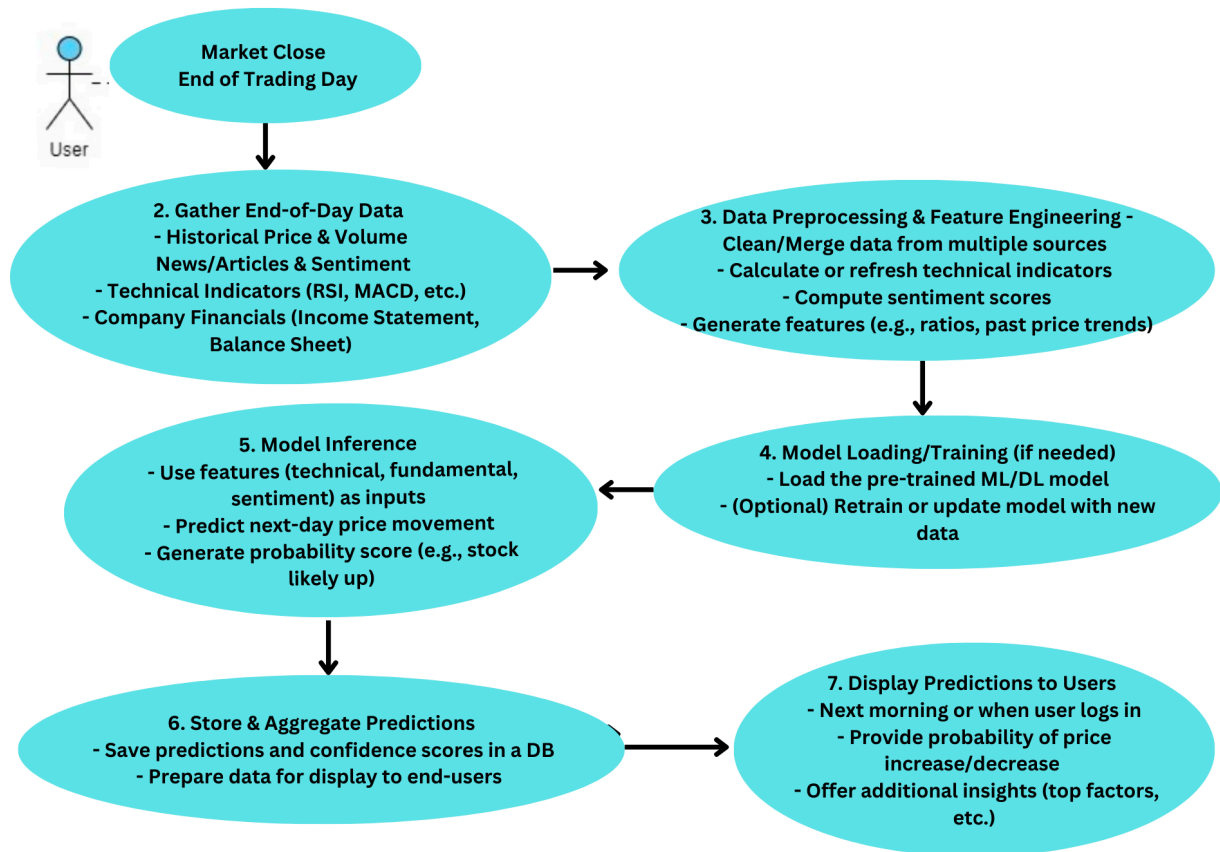 Market Close
End of Trading Day
User
2. Gather End-of-Day Data
- Historical Price & Volume
News/Articles & Sentiment
- Technical Indicators (RSI, MACD, etc.)
- Company Financials (Income Statement,
Balance Sheet)
3. Data Preprocessing & Feature Engineering -
Clean/Merge data from multiple sources
- Calculate or refresh technical indicators
- Compute sentiment scores
- Generate features (e.g., ratios, past price trends)
4. Model Loading/Training (if needed)
- Load the pre-trained ML/DL model
- (Optional) Retrain or update model with new
data
5. Model Inference
- Use features (technical, fundamental,
sentiment) as inputs
- Predict next-day price movement
- Generate probability score (e.g., stock
likely up)
6. Store & Aggregate Predictions
- Save predictions and confidence scores in a DB
- Prepare data for display to end-users
7. Display Predictions to Users
- Next morning or when user logs in
- Provide probability of price
increase/decrease
- Offer additional insights (top factors,
etc.)